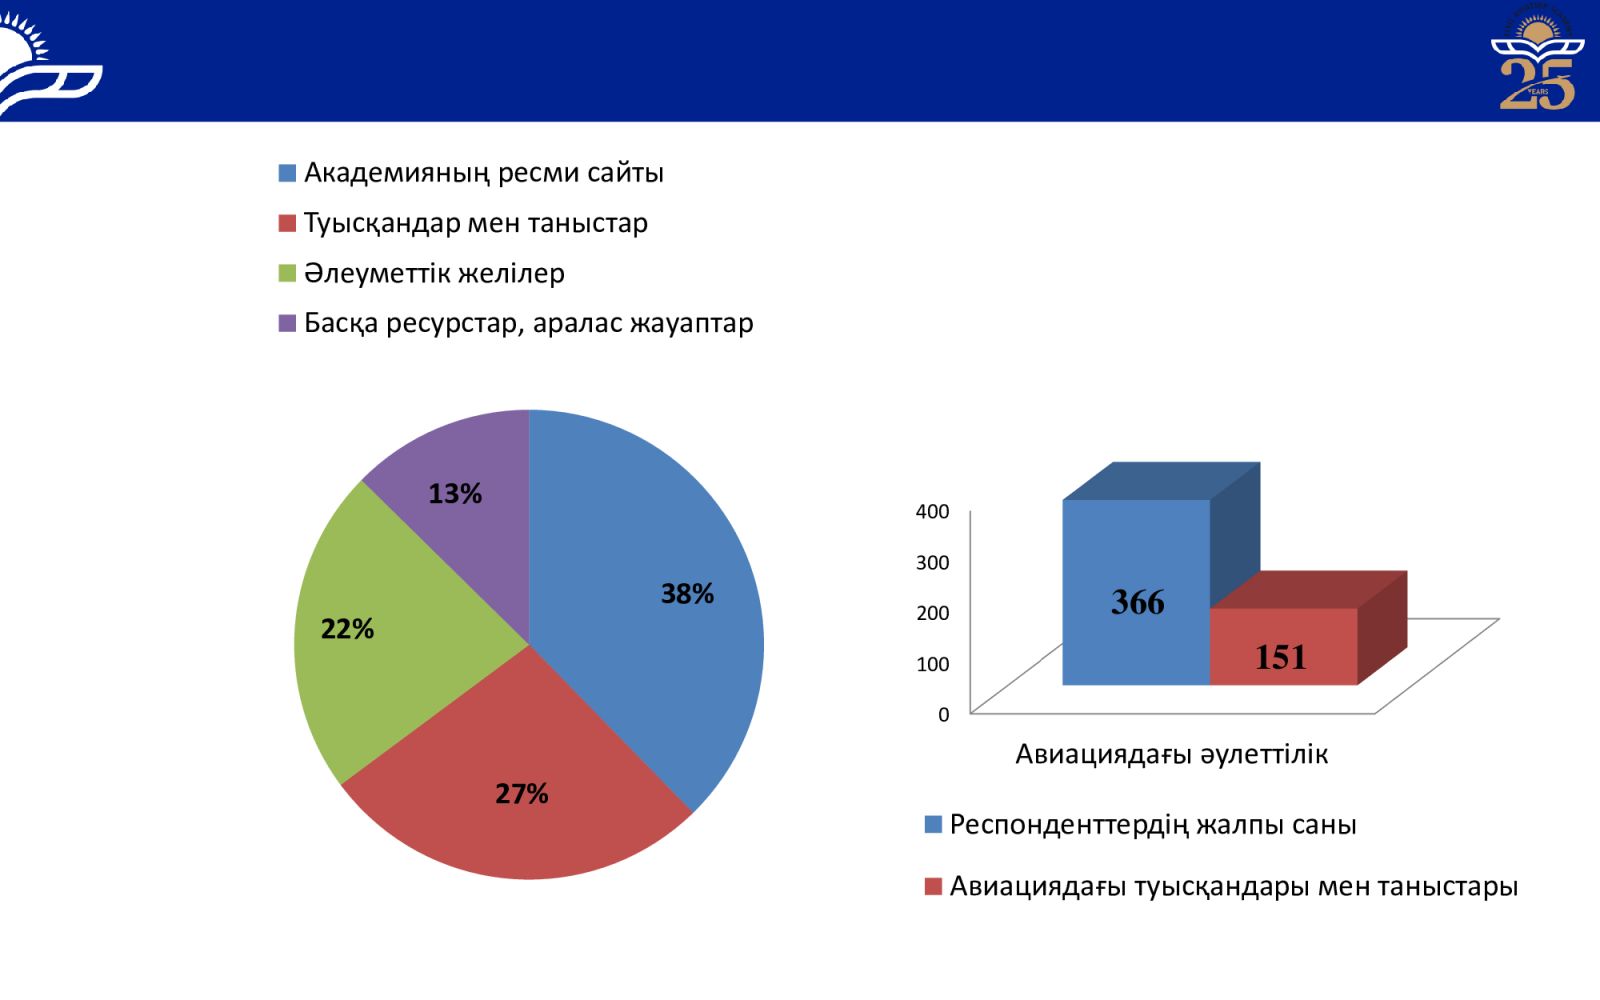 25
YEARS
Академияның ресми сайты
Туысқандар мен таныстар
Әлеуметтік желілер
Басқа ресурстар, аралас жауаптар
13%
38%
22%
27%
400
300
200
100
0
366
151
Авиациядағы әулеттілік
Респонденттердің жалпы саны
Авиациядағы туысқандары мен таныстары